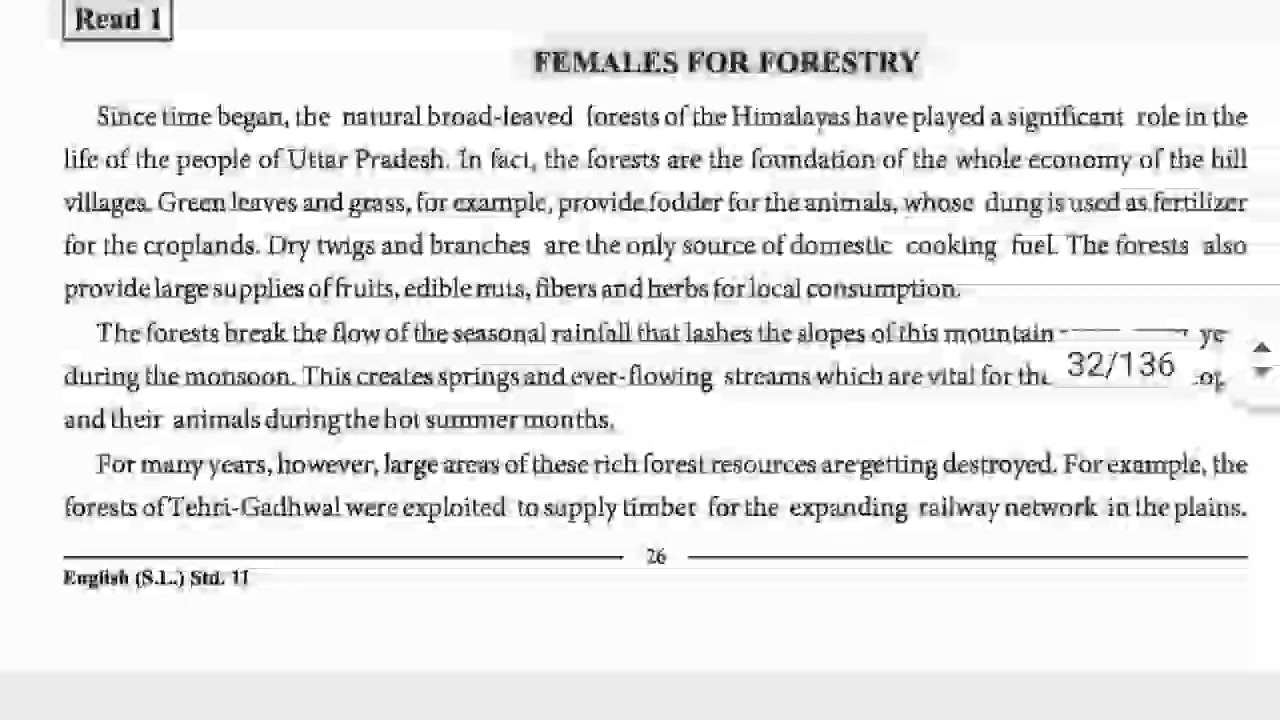 Read 1
FEMALES FOR FORESTRY
Since time began, the natural broad-leaved forests of the Himalayas have played a significant role in the
life of the people of Uttar Pradesh. In fact, the forests are the foundation of the whole economy of the hill
villages. Green leaves and grass, for example, provide fodder for the animals, whose dung is used as fertilizer
for the croplands. Dry twigs and branches are the only source of domestic cooking fuel. The forests also
provide large supplies of fruits, edible nuts, fibers and herbs for local consumption.
The forests break the flow of the seasonal rainfall that lashes the slopes of this mountain
during the monsoon. This creates springs and ever-flowing streams which are vital for the
32/136
and their animals during the hot summer months.
For many years, however, large areas of these rich forest resources are getting destroyed. For example, the
forests of Tehri-Gadhwal were exploited to supply timber for the expanding railway network in the plains.
26
English (S.L.) Std. 11